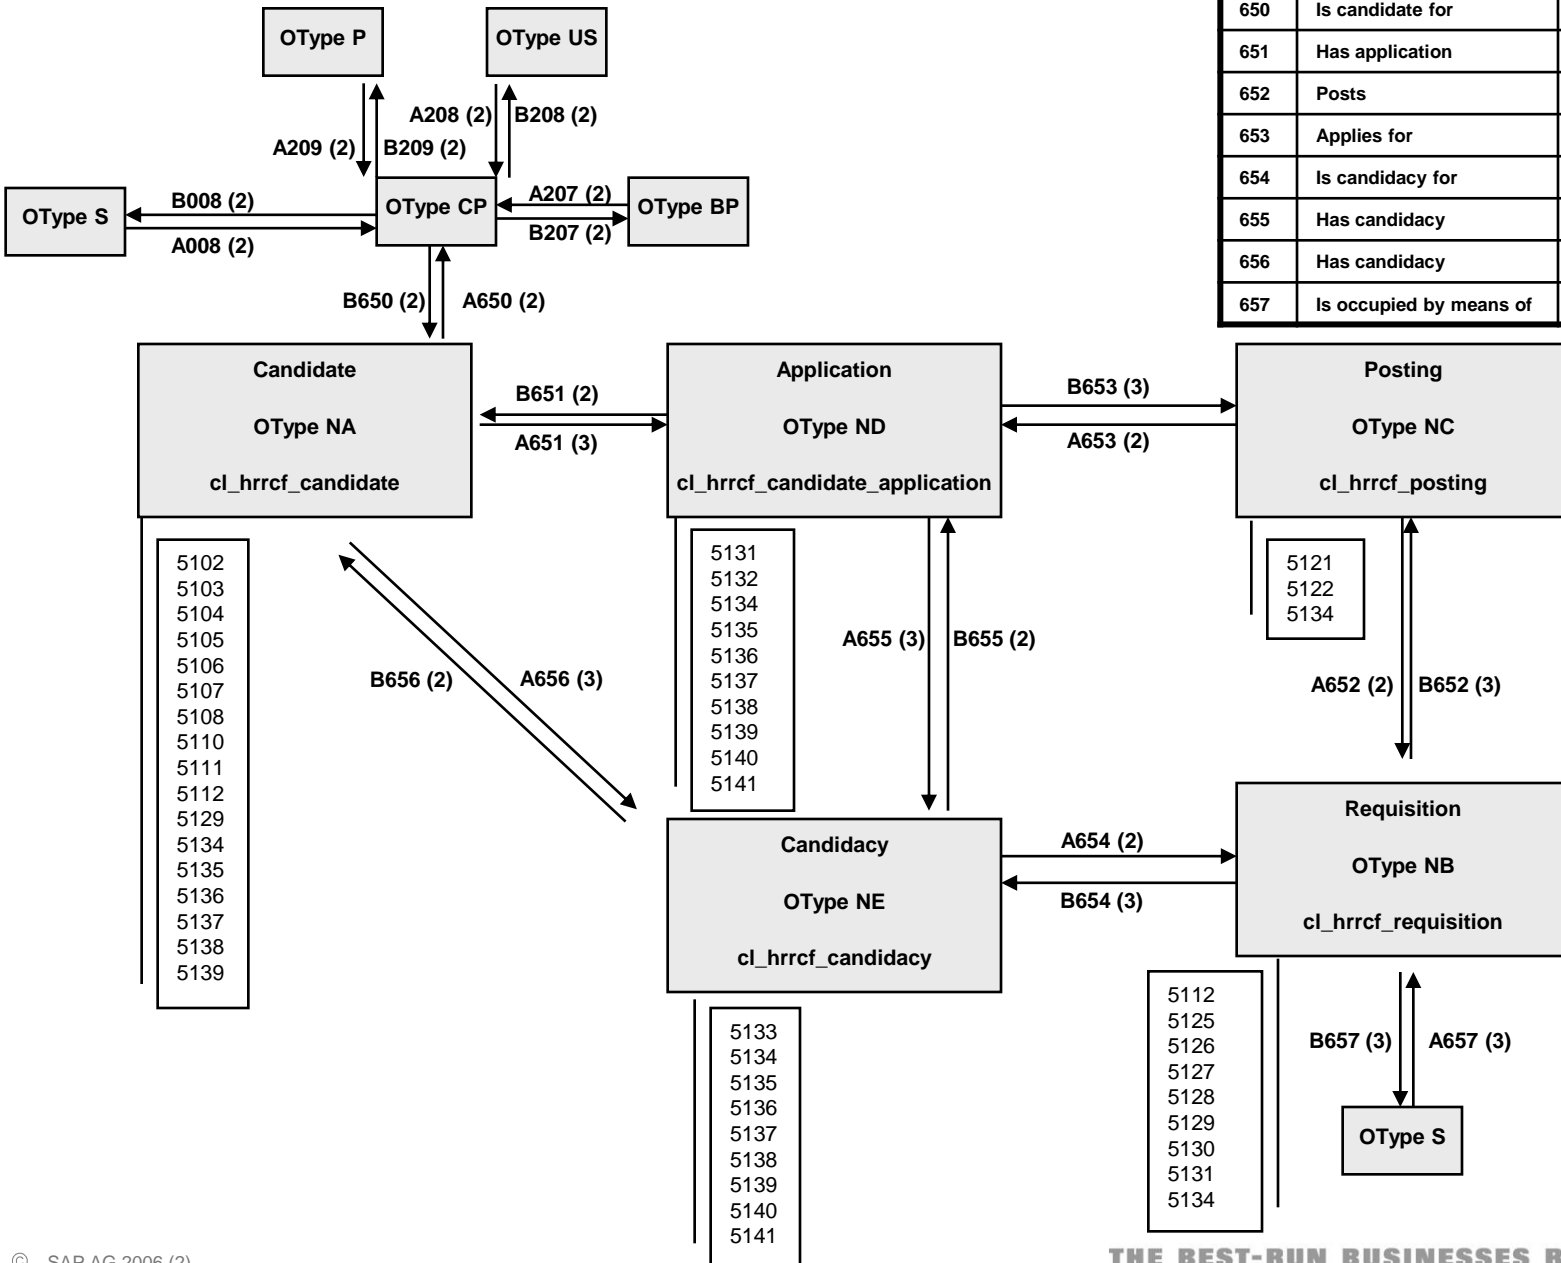 650 Is candidate for
651 Has application
652 Posts
653 Applies for
654 Is candidacy for
655 Has candidacy
656 Has candidacy
657 Is occupied by means of
OType P
OType US
A208 (2) B208 (2)
A209 (2) B209 (2)
OType S
B008 (2)
A008 (2)
OType CP
A207 (2)
B207 (2)
OType BP
B650 (2) A650 (2)
Candidate
OType NA
cl_hrrcf_candidate
B651 (2)
A651 (3)
Application
OType ND
cl_hrrcf_candidate_application
B653 (3)
A653 (2)
Posting
OType NC
cl_hrrcf_posting
5102
5103
5104
5105
5106
5107
5108
5110
5111
5112
5129
5134
5135
5136
5137
5138
5139
B656 (2) A656 (3)
5131
5132
5134
5135
5136
5137
5138
5139
5140
5141
A655 (3) B655 (2)
5121
5122
5134
A652 (2) B652 (3)
Candidacy
OType NE
cl_hrrcf_candidacy
A654 (2)
B654 (3)
Requisition
OType NB
cl_hrrcf_requisition
5133
5134
5135
5136
5137
5138
5139
5140
5141
5112
5125
5126
5127
5128
5129
5130
5131
5134
B657 (3) A657 (3)
OType S
© SAP AG 2006 (2)
THE BEST-RUN BUSINESSES